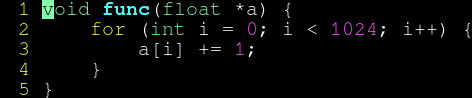 1 void func(float *a) {
2     for (int i = 0; i < 1024; i++) {
3         a[i] += 1;
4     }
5 }